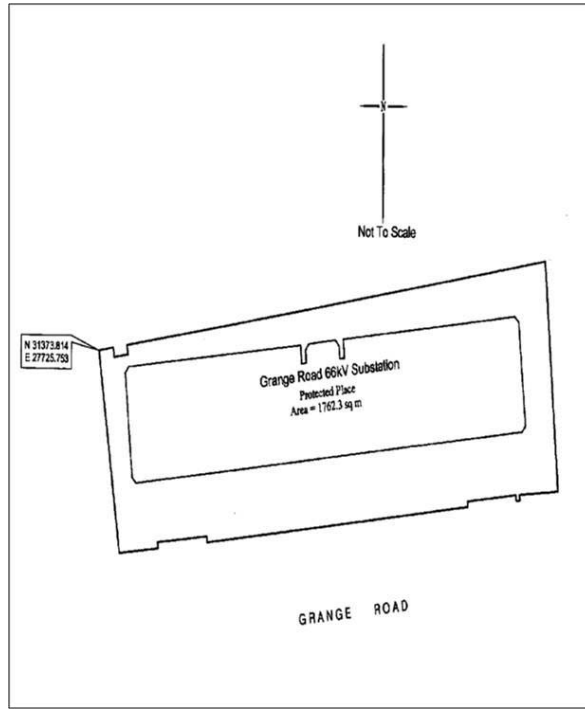 N
Not To Scale
N 31373.814
E 27725.753
Grange Road 66kV Substation
Protected Place
Area = 1762.3 sq m
GRANGE ROAD